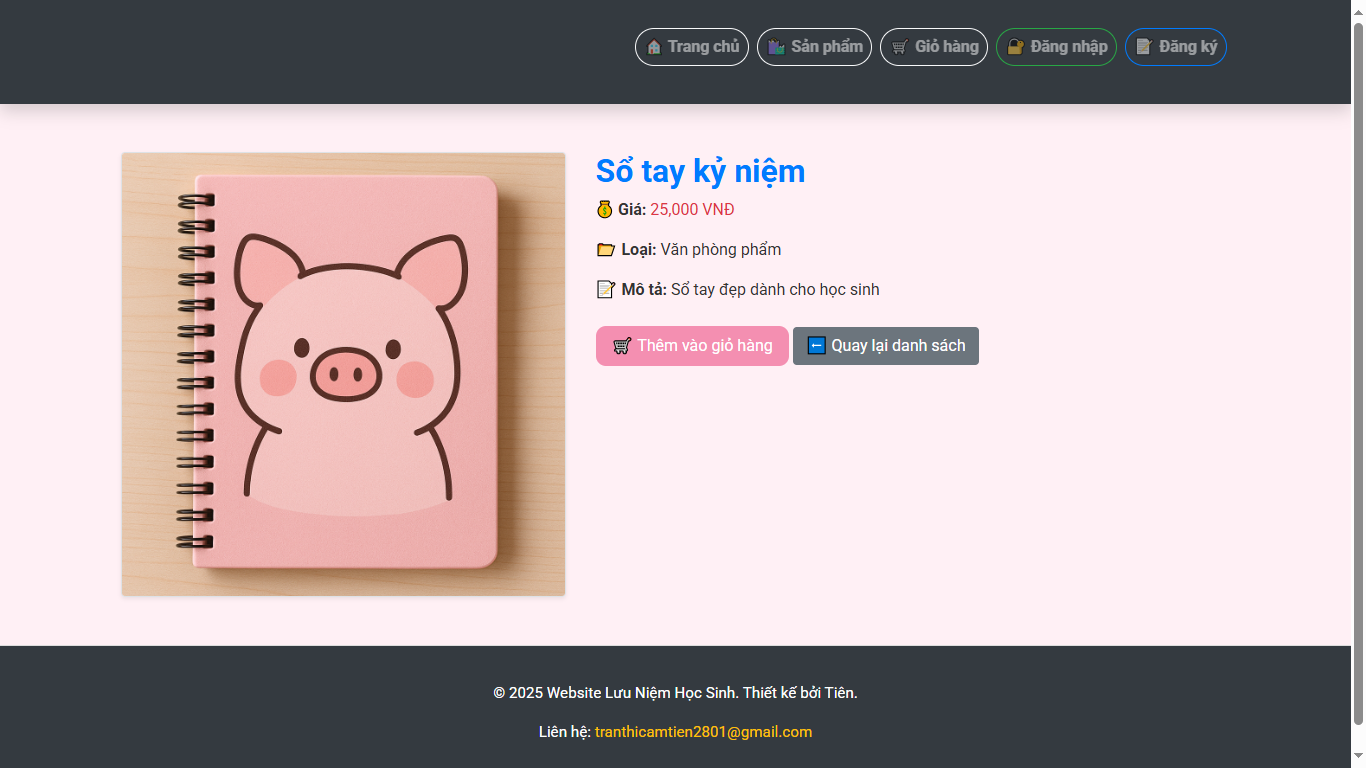 Trang chủ Sản phẩm Giỏ hàng Đăng nhập Đăng ký
Sổ tay kỷ niệm
Giá: 25,000 VNĐ
Loại: Văn phòng phẩm
Mô tả: Sổ tay đẹp dành cho học sinh
Thêm vào giỏ hàng Quay lại danh sách
© 2025 Website Lưu Niệm Học Sinh. Thiết kế bởi Tiên.
Liên hệ: tranthicamtien2801@gmail.com